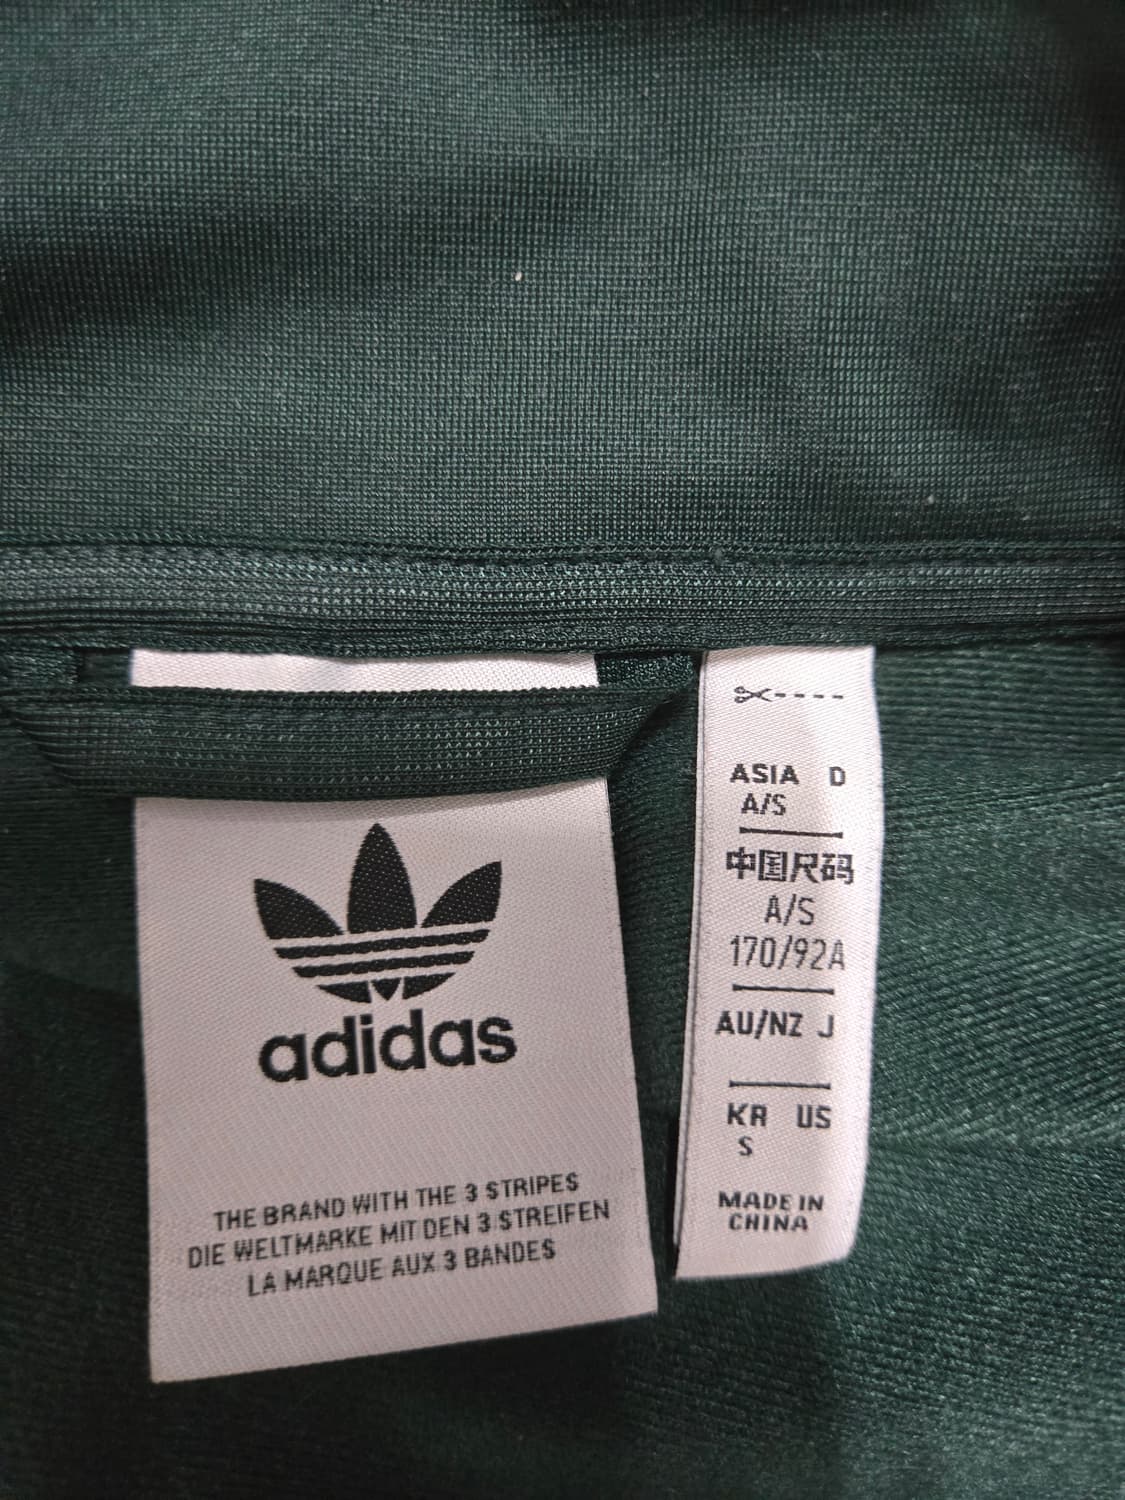 adidas
THE BRAND WITH THE 3 STRIPES
DIE WELTMARKE MIT DEN 3 STREIFEN
LA MARQUE AUX 3 BANDES
ASIA D
A/S
中国尺码
A/S
170/92A
AU/NZ J
KR US
S
MADE IN
CHINA